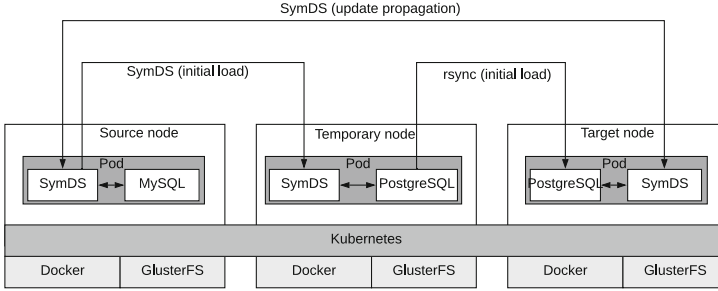 SymDS (update propagation)
SymDS (initial load)
rsync (initial load)
Source node
Temporary node
Target node
Pod
Pod
Pod
SymDS
MySQL
SymDS
PostgreSQL
PostgreSQL
SymDS
Kubernetes
Docker
GlusterFS
Docker
GlusterFS
Docker
GlusterFS